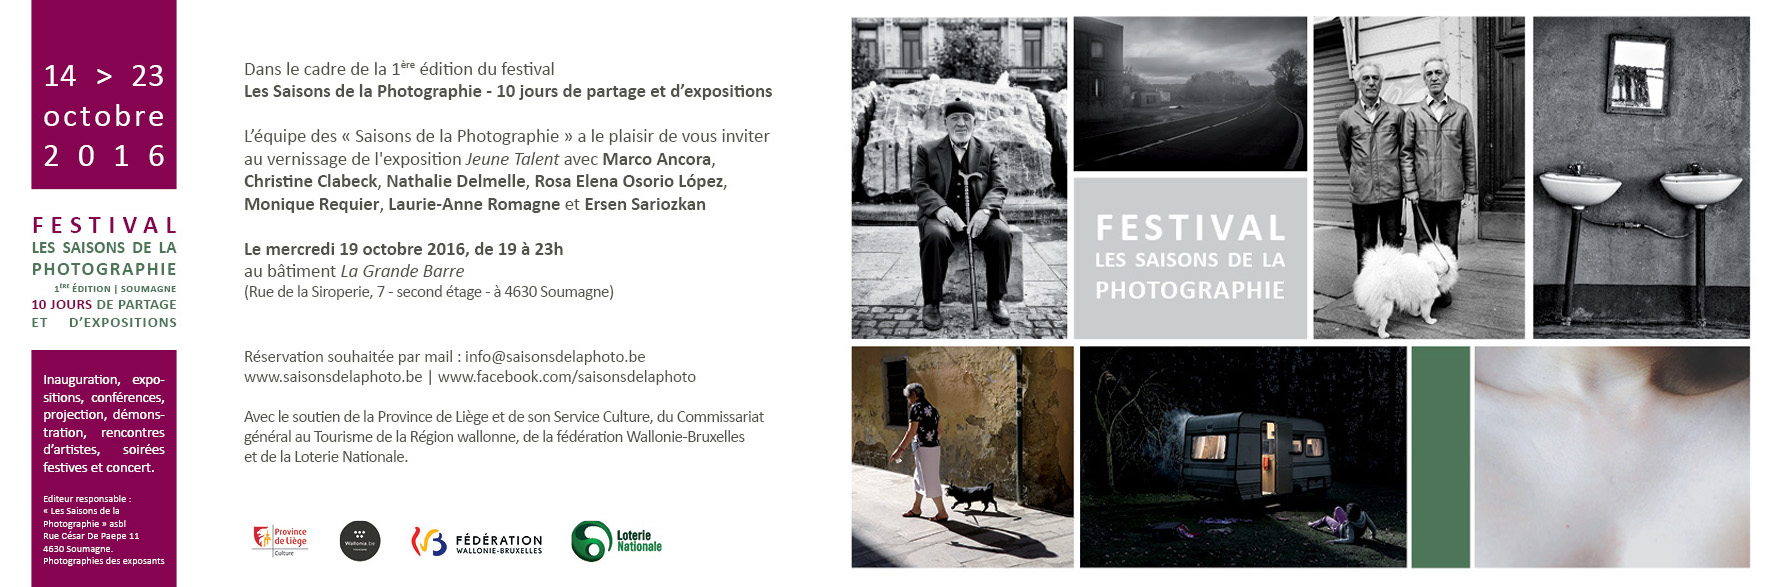 14 > 23
octobre
2016
FESTIVAL
LES SAISONS DE LA
PHOTOGRAPHIE
1ÈRE ÉDITION | SOUMAGNE
10 JOURS DE PARTAGE
ET D'EXPOSITIONS
Inauguration, expo-
sitions, conférences,
projection, démons-
tration, rencontres
d'artistes, soirées
festives et concert.
Editeur responsable :
« Les Saisons de la
Photographie » asbl
Rue César De Paepe 11
4630 Soumagne.
Photographies des exposants
Dans le cadre de la 1ère édition du festival
Les Saisons de la Photographie - 10 jours de partage et d'expositions
L'équipe des « Saisons de la Photographie » a le plaisir de vous inviter
au vernissage de l'exposition Jeune Talent avec Marco Ancora,
Christine Clabeck, Nathalie Delmelle, Rosa Elena Osorio López,
Monique Requier, Laurie-Anne Romagne et Ersen Sariozkan
Le mercredi 19 octobre 2016, de 19 à 23h
au bâtiment La Grande Barre
(Rue de la Siroperie, 7 - second étage - à 4630 Soumagne)
Réservation souhaitée par mail : info@saisonsdelaphoto.be
www.saisonsdelaphoto.be | www.facebook.com/saisonsdelaphoto
Avec le soutien de la Province de Liège et de son Service Culture, du Commissariat
général au Tourisme de la Région wallonne, de la fédération Wallonie-Bruxelles
et de la Loterie Nationale.
Province
de Liège
Culture
Wallonia.be
FÉDÉRATION
WALLONIE-BRUXELLES
Loterie
Nationale
FESTIVAL
LES SAISONS DE LA
PHOTOGRAPHIE